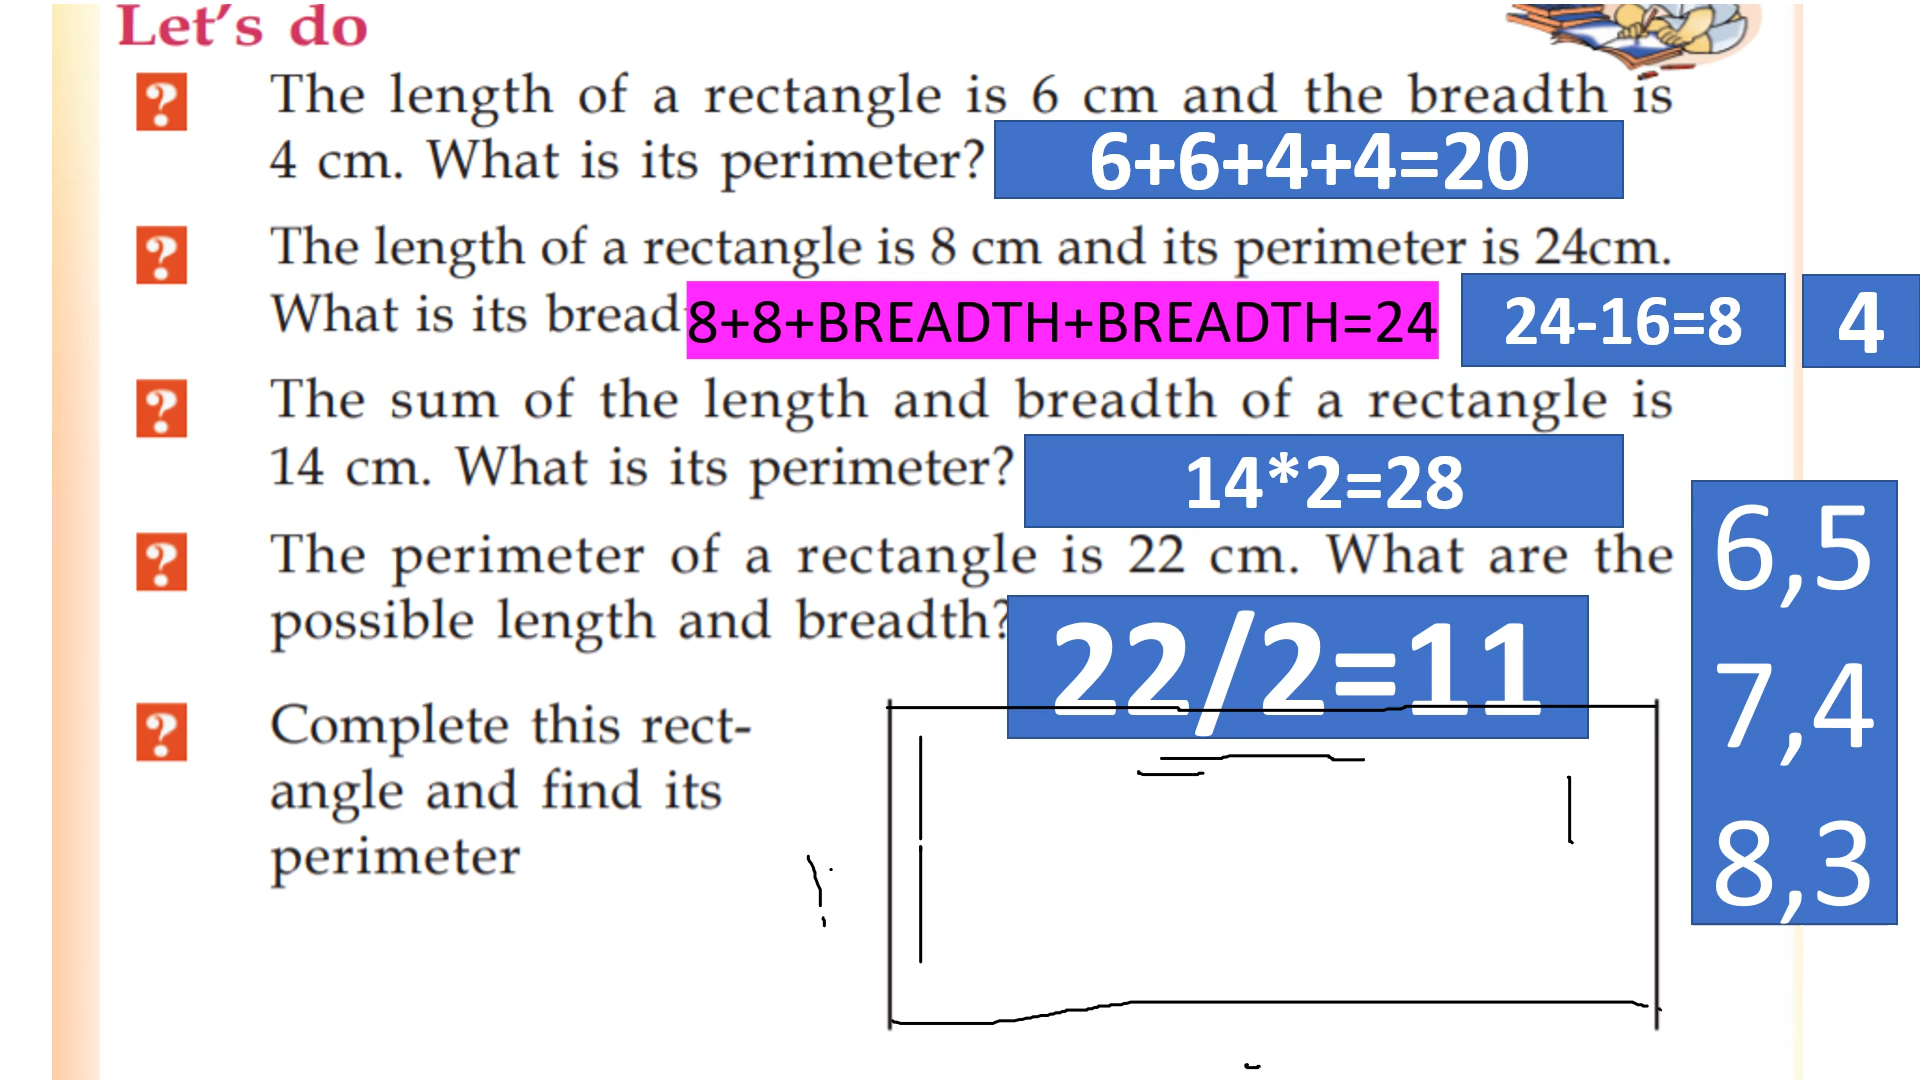 Let's do
? The length of a rectangle is 6 cm and the breadth is
4 cm. What is its perimeter? 6+6+4+4=20
? The length of a rectangle is 8 cm and its perimeter is 24cm.
What is its bread 8+8+BREADTH+BREADTH=24 24-16=8 4
? The sum of the length and breadth of a rectangle is
14 cm. What is its perimeter? 14*2=28
? The perimeter of a rectangle is 22 cm. What are the
possible length and breadth? 22/2=11
6,5
7,4
8,3
? Complete this rect-
angle and find its
perimeter